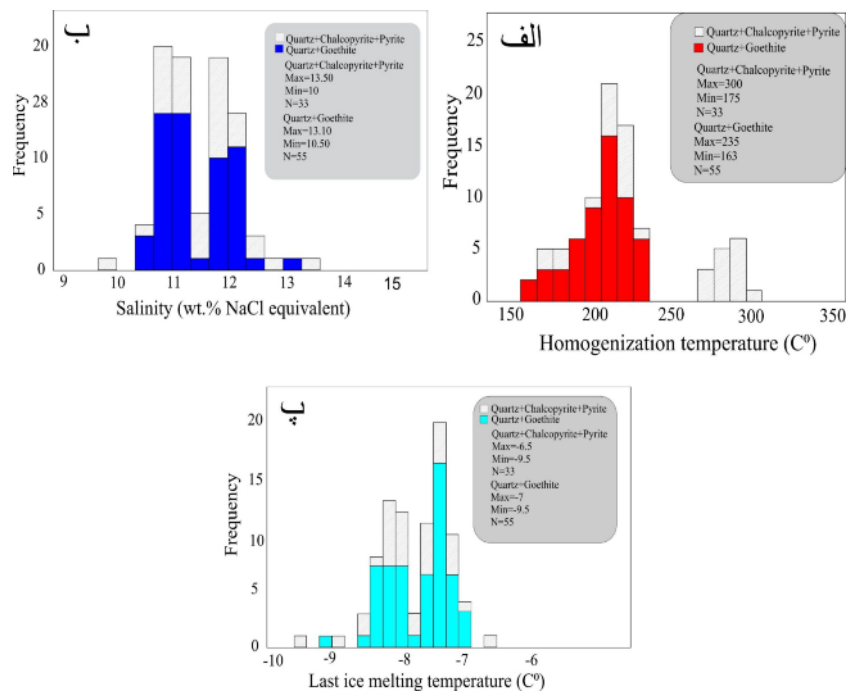 ب
Quartz+Chalcopyrite+Pyrite
Quartz+Goethite
Quartz+Chalcopyrite+Pyrite
Max=13.50
Min=10
N=33
Quartz+Goethite
Max=13.10
Min=10.50
N=55
Frequency
20
28
10
5
0
9 10 11 12 13 14 15
Salinity (wt.% NaCl equivalent)
الف
Quartz+Chalcopyrite+Pyrite
Quartz+Goethite
Quartz+Chalcopyrite+Pyrite
Max=300
Min=175
N=33
Quartz+Goethite
Max=235
Min=163
N=55
Frequency
25
20
15
10
5
0
150 200 250 300 350
Homogenization temperature (C⁰)
پ
Quartz+Chalcopyrite+Pyrite
Quartz+Goethite
Quartz+Chalcopyrite+Pyrite
Max=-6.5
Min=-9.5
N=33
Quartz+Goethite
Max=-7
Min=-9.5
N=55
Frequency
20
15
10
5
0
-10 -9 -8 -7 -6
Last ice melting temperature (C⁰)